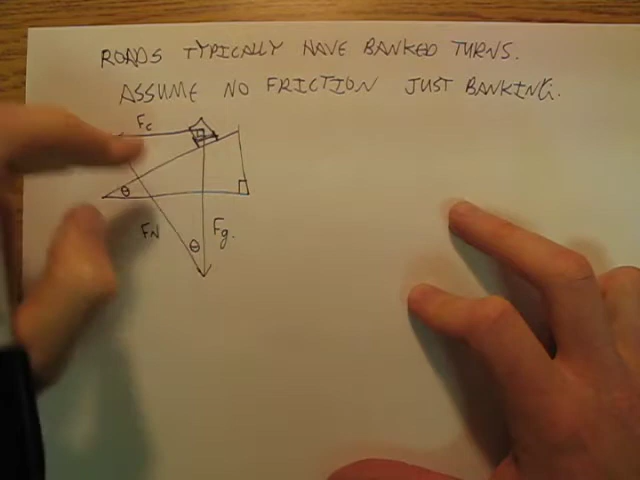 ROADS TYPICALLY HAVE BANKED TURNS.
ASSUME NO FRICTION JUST BANKING.
Fc
θ
FN
θ
Fg.